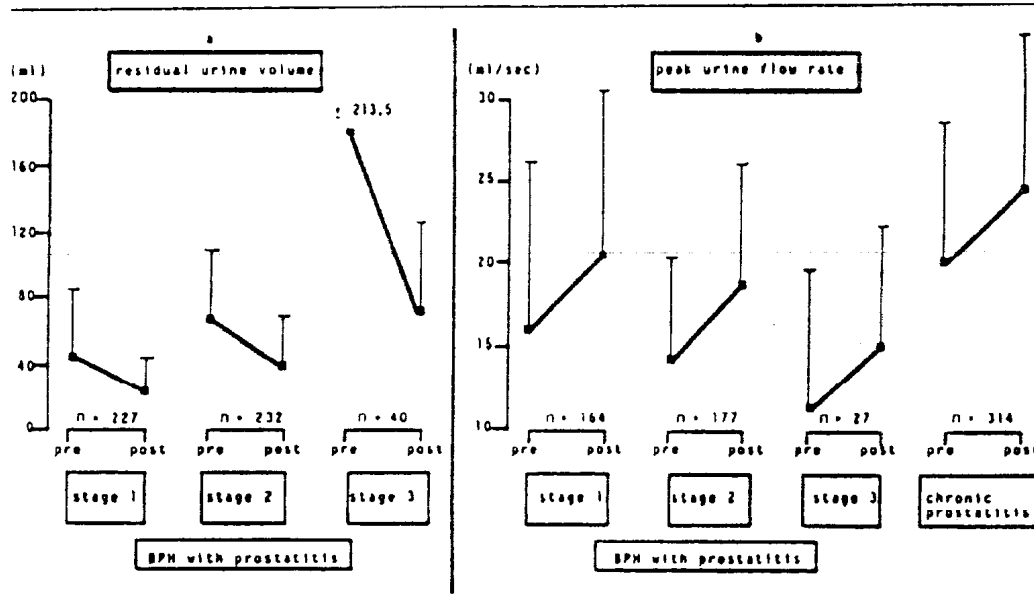 a
residual urine volume
(ml)
200
160
120
80
40
0
± 213,5
n = 227
n = 232
n = 40
pre post
pre post
pre post
stage 1
stage 2
stage 3
BPH with prostatitis
b
peak urine flow rate
(ml/sec)
30
25
20
15
10
n = 164
n = 177
n = 27
n = 314
pre post
pre post
pre post
pre post
stage 1
stage 2
stage 3
chronic
prostatitis
BPH with prostatitis